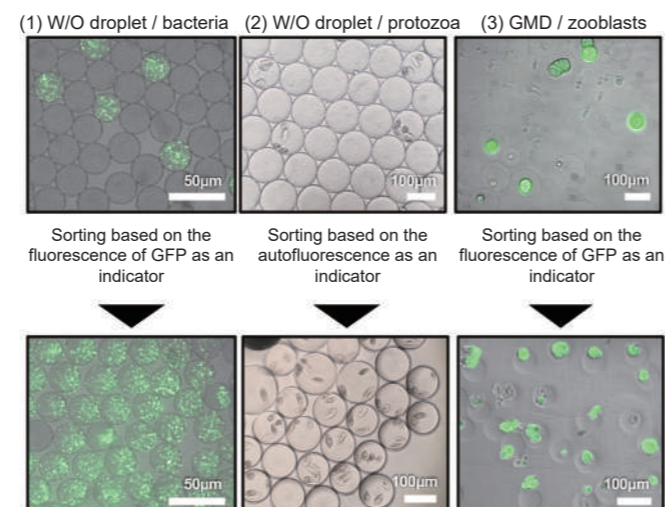 (1) W/O droplet / bacteria
(2) W/O droplet / protozoa
(3) GMD / zooblasts
50μm
100μm
100μm
Sorting based on the
fluorescence of GFP as an
indicator
Sorting based on the
autofluorescence as an
indicator
Sorting based on the
fluorescence of GFP as an
indicator
50μm
100μm
100μm